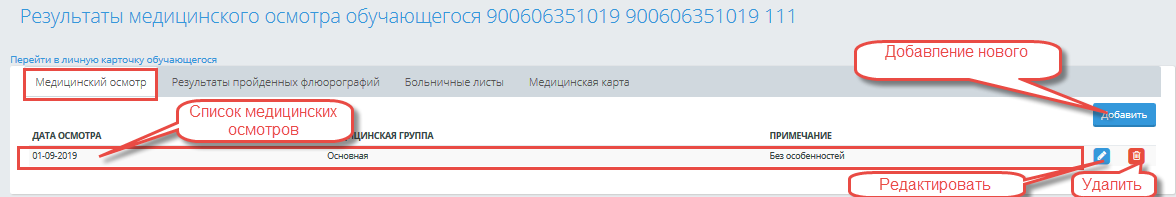 Результаты медицинского осмотра обучающегося 900606351019 900606351019 111
Перейти в личную карточку обучающегося
Добавление нового
Медицинский осмотр Результаты пройденных флюорографий Больничные листы Медицинская карта
Список медицинских
осмотров
Добавить
ДАТА ОСМОТРА ГРУППА ПРИМЕЧАНИЕ
01-09-2019 Основная Без особенностей
Редактировать Удалить